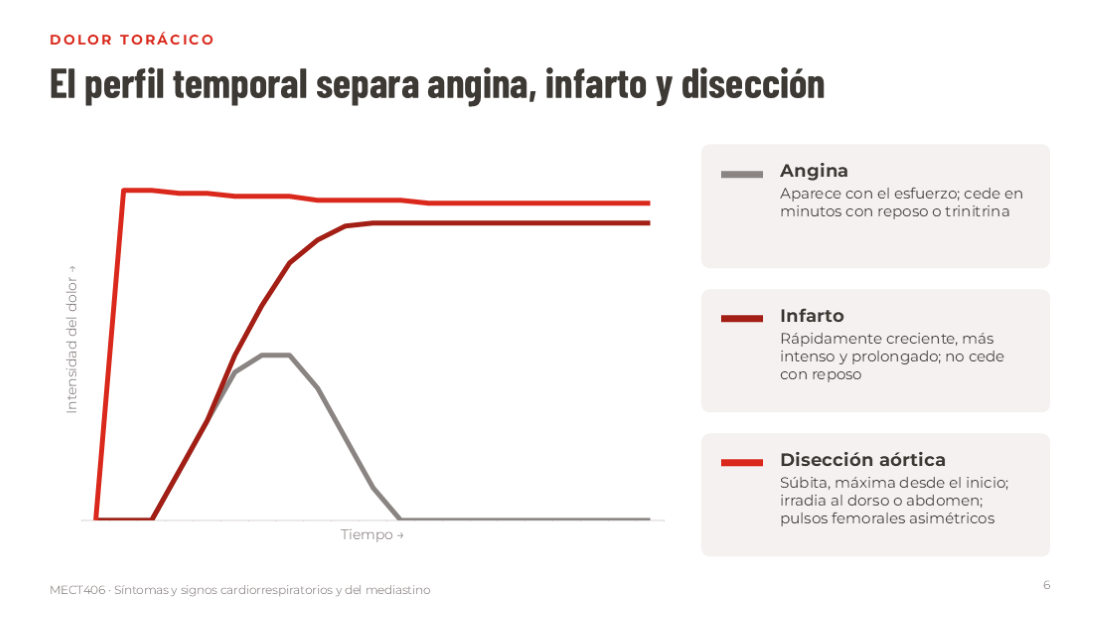 DOLOR TORÁCICO
El perfil temporal separa angina, infarto y disección
Intensidad del dolor →
Tiempo →
Angina
Aparece con el esfuerzo; cede en
minutos con reposo o trinitrina
Infarto
Rápidamente creciente, más
intenso y prolongado; no cede
con reposo
Disección aórtica
Súbita, máxima desde el inicio;
irradia al dorso o abdomen;
pulsos femorales asimétricos
MECT406 · Síntomas y signos cardiorrespiratorios y del mediastino
6